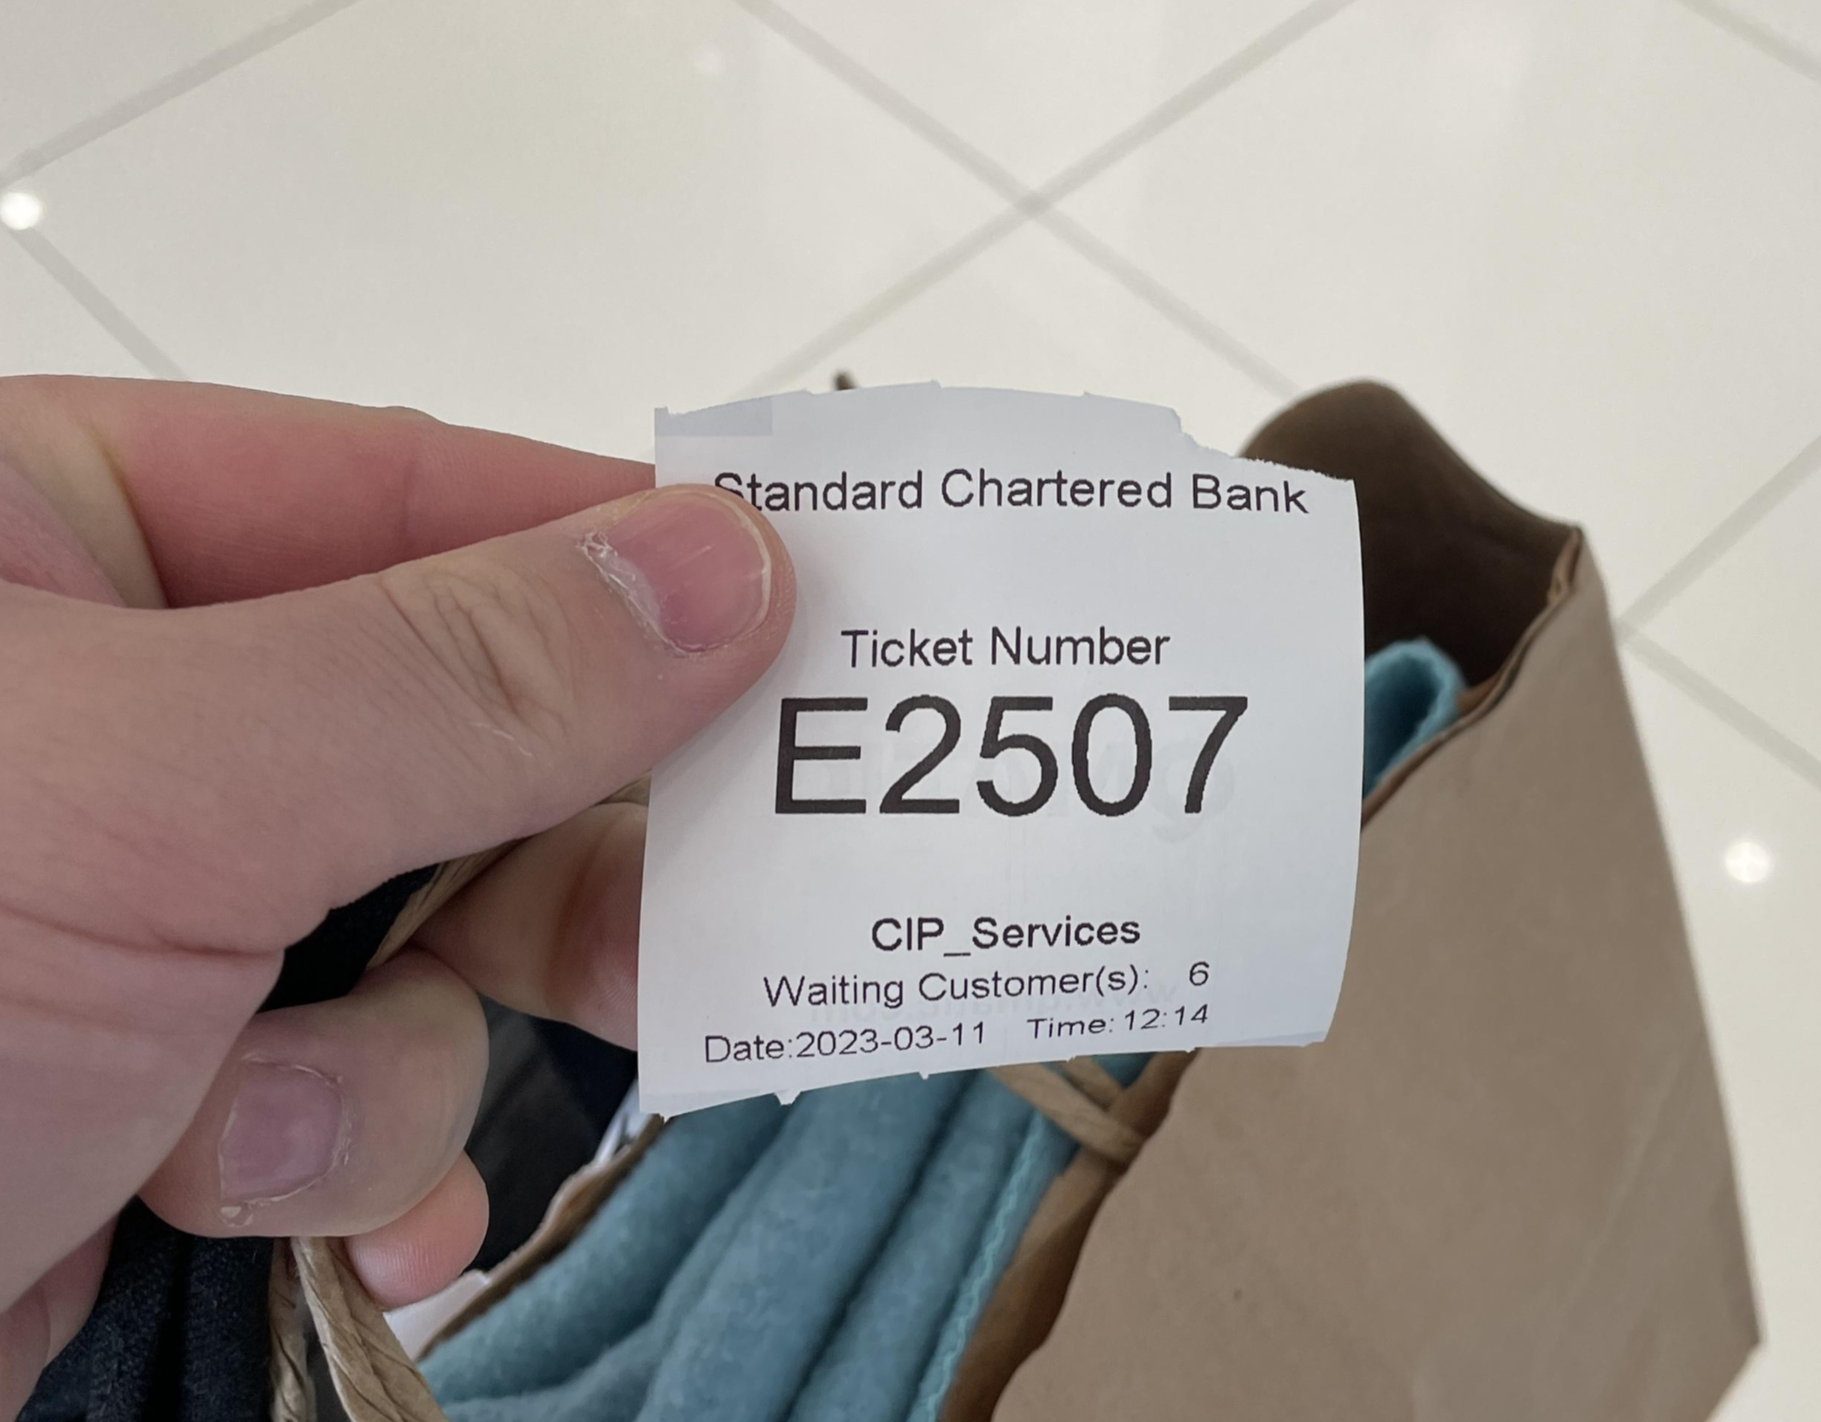 Standard Chartered Bank
Ticket Number
E2507
CIP_Services
Waiting Customer(s): 6
Date:2023-03-11 Time:12:14